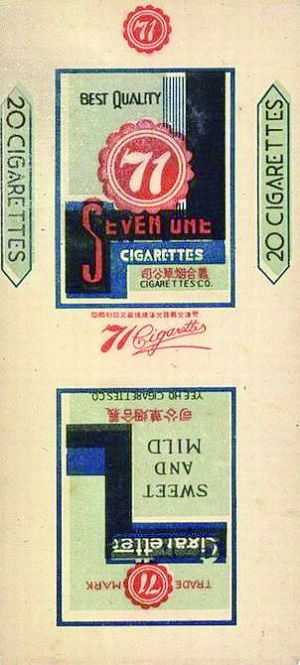 71
20 CIGARETTES
BEST QUALITY
71
SEVEN ONE
CIGARETTES
義合烟草公司
CIGARETTES CO.
20 CIGARETTES
71 Cigarettes
TRADE 71 MARK
Cigarettes
SWEET
AND
MILD
義合烟草公司
YEE HO CIGARETTES CO